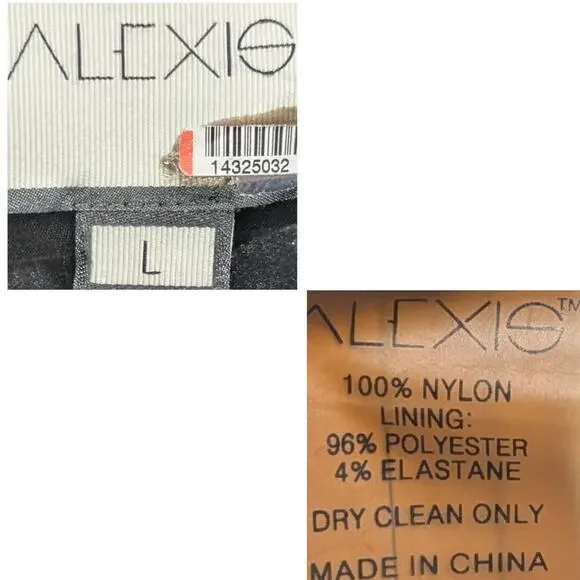 ALEXIS
14325032
L
ALEXIS™
100% NYLON
LINING:
96% POLYESTER
4% ELASTANE
DRY CLEAN ONLY
MADE IN CHINA